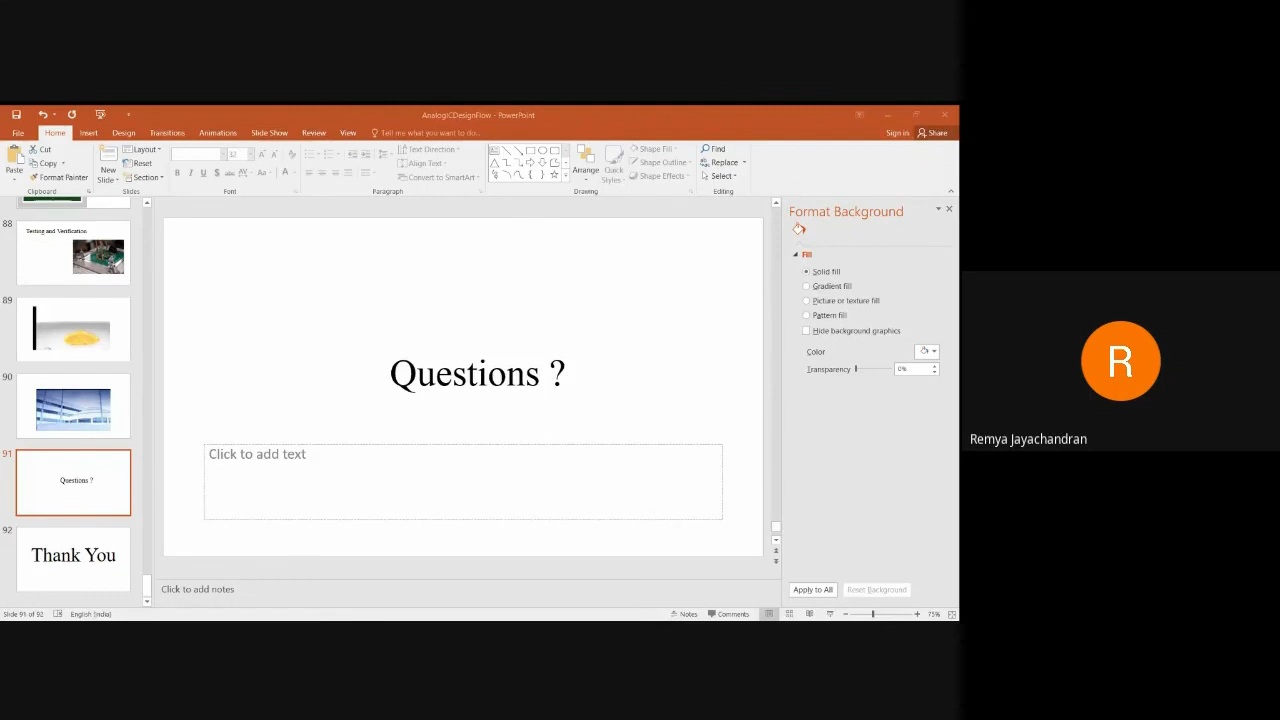 AnalogICDesignFlow - PowerPoint
File Home Insert Design Transitions Animations Slide Show Review View Tell me what you want to do... Sign in Share
Paste Cut Copy Format Painter Clipboard
New Slide Layout Reset Section Slides
32 Font
B I U S abc AV Aa A
Text Direction Align Text Convert to SmartArt Paragraph
Arrange Quick Styles Shape Fill Shape Outline Shape Effects Drawing
Find Replace Select Editing
88
Testing and Verification
89
90
91
Questions ?
92
Thank You
Questions ?
Click to add text
Click to add notes
Format Background
Fill
Solid fill
Gradient fill
Picture or texture fill
Pattern fill
Hide background graphics
Color
Transparency 0%
Apply to All Reset Background
Slide 91 of 92 English (India) Notes Comments 75%
R
Remya Jayachandran